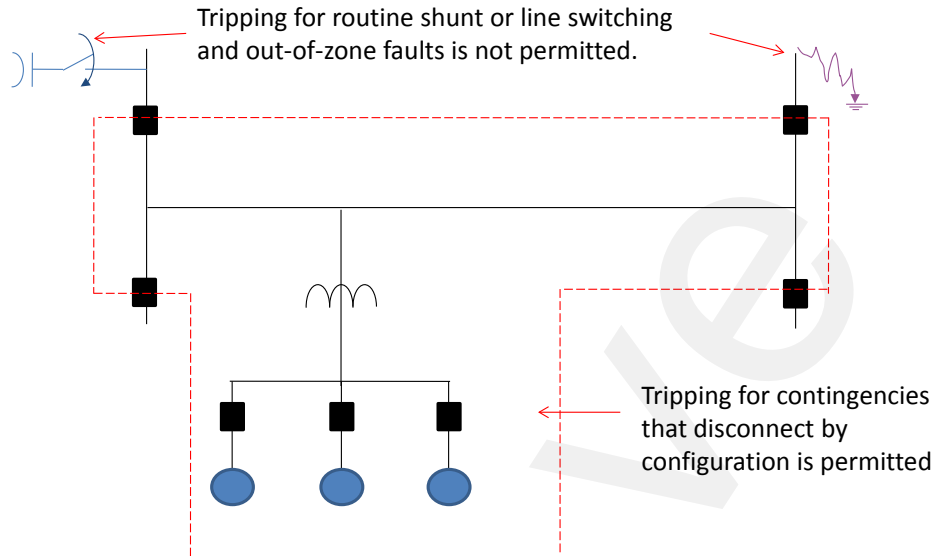 Tripping for routine shunt or line switching
and out-of-zone faults is not permitted.
Tripping for contingencies
that disconnect by
configuration is permitted
ve